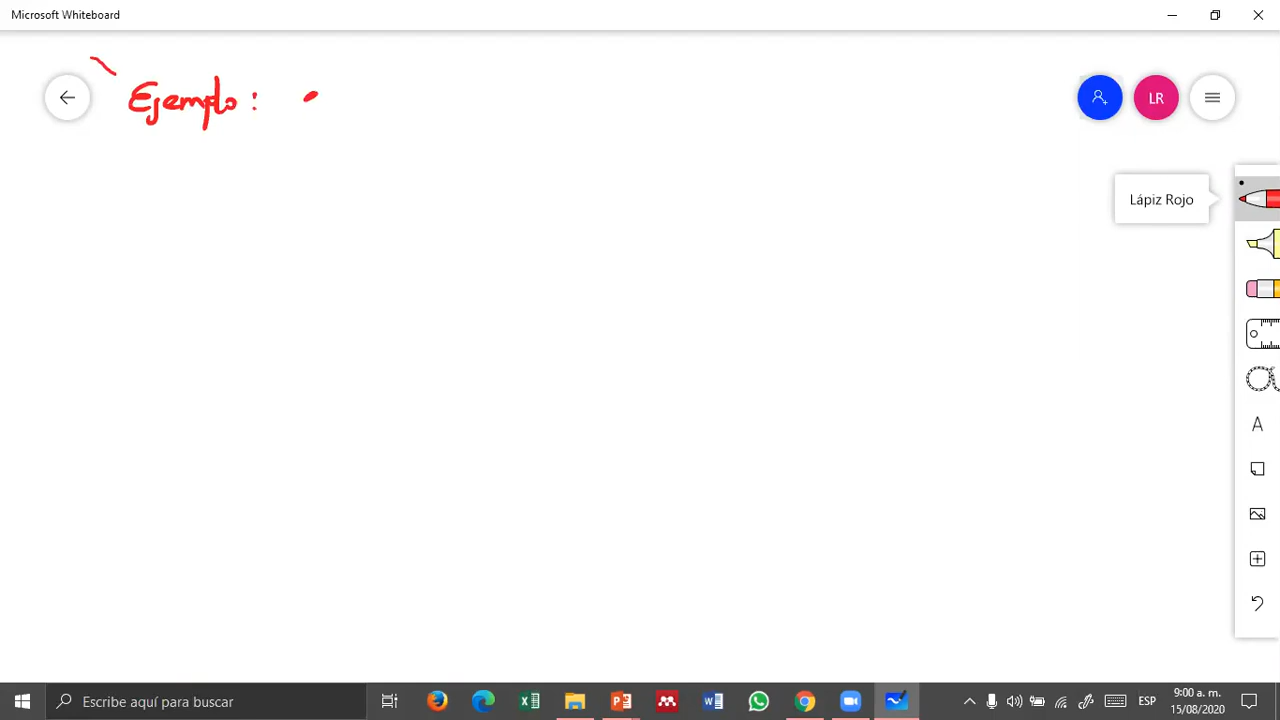 Microsoft Whiteboard
Ejemplo:
LR
Lápiz Rojo
A
Escribe aquí para buscar
ESP
9:00 a. m.
15/08/2020